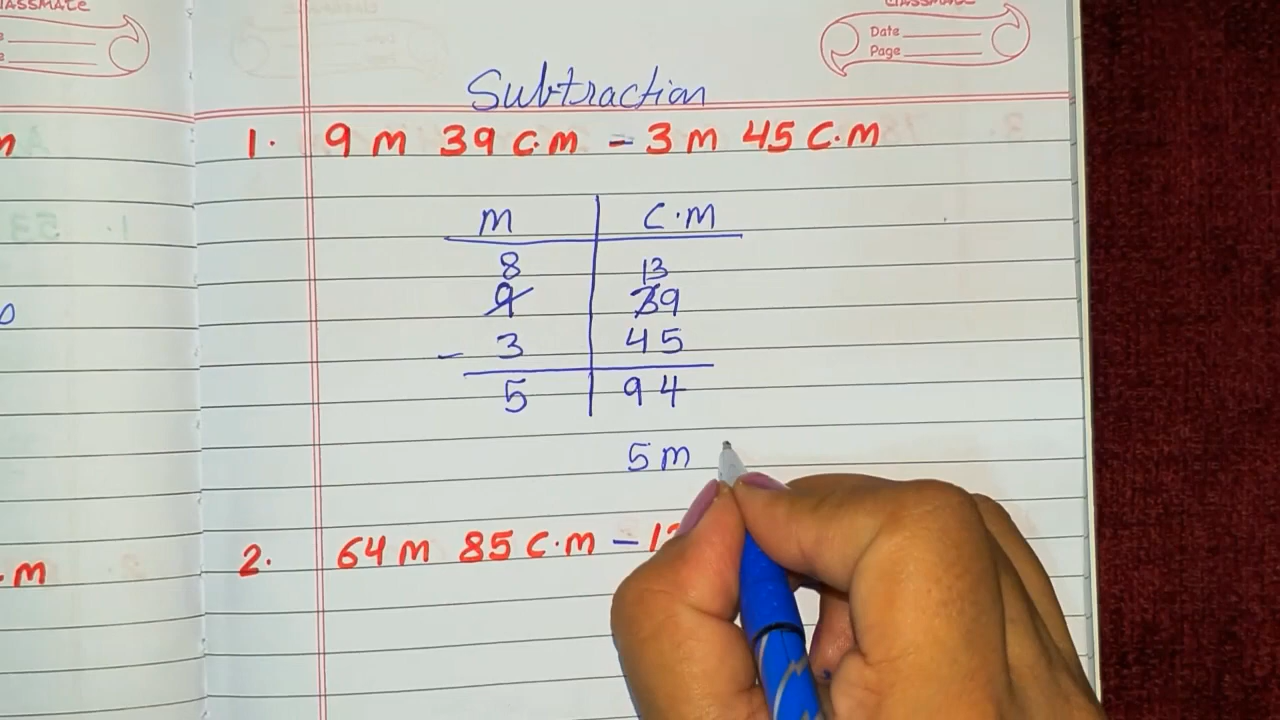 Date
Page
Subtraction
1. 9 m 39 c.m - 3 m 45 c.m
M C.M
8 13
9 39
- 3 45
5 94
5 m
2. 64 m 85 c.m -
.m